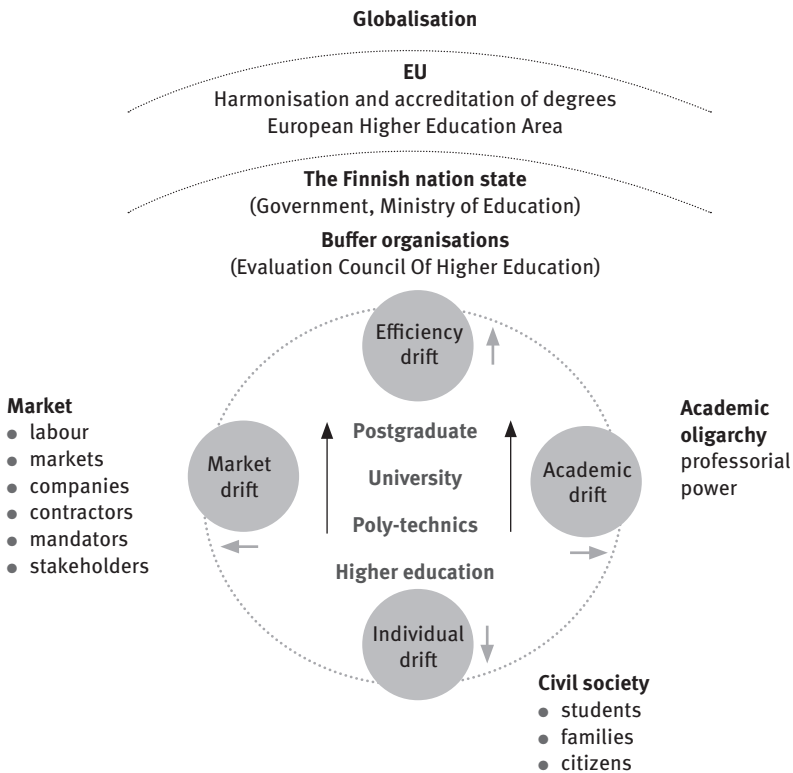 Globalisation
EU
Harmonisation and accreditation of degrees
European Higher Education Area
The Finnish nation state
(Government, Ministry of Education)
Buffer organisations
(Evaluation Council Of Higher Education)
Efficiency
drift
Market
● labour
● markets
● companies
● contractors
● mandators
● stakeholders
Market
drift
Postgraduate
University
Poly-technics
Higher education
Academic
drift
Academic
oligarchy
professorial
power
Individual
drift
Civil society
● students
● families
● citizens